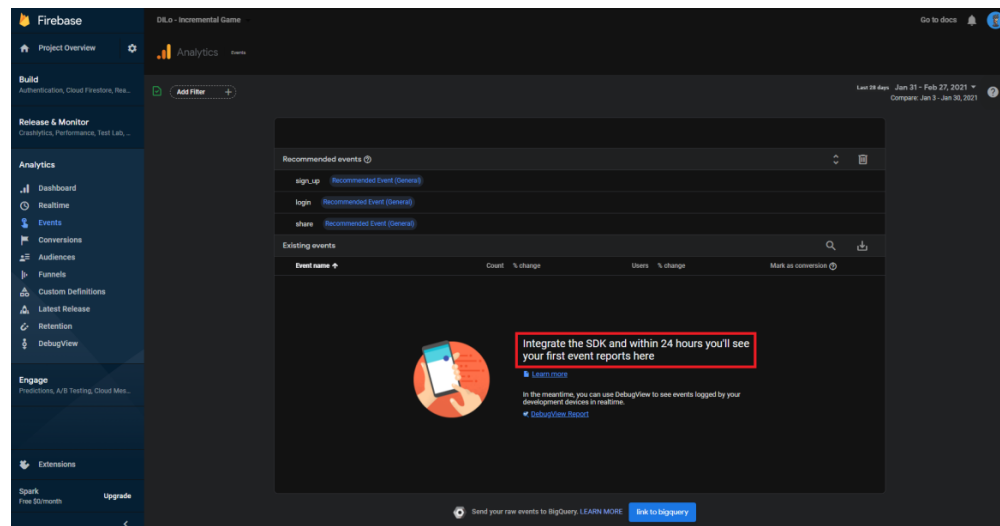 Firebase
DiLo - Incremental Game
Go to docs
Project Overview
Analytics
Events
Build
Authentication, Cloud Firestore, Rea...
Add Filter +
Last 28 days Jan 31 - Feb 27, 2021
Compare: Jan 3 - Jan 30, 2021
Release & Monitor
Crashlytics, Performance, Test Lab, ...
Analytics
Dashboard
Realtime
Events
Conversions
Audiences
Funnels
Custom Definitions
Latest Release
Retention
DebugView
Engage
Predictions, A/B Testing, Cloud Mes...
Extensions
Spark
Free $0/month
Upgrade
Recommended events
sign_up Recommended Event (General)
login Recommended Event (General)
share Recommended Event (General)
Existing events
Event name Count % change Users % change Mark as conversion
Integrate the SDK and within 24 hours you'll see
your first event reports here
Learn more
In the meantime, you can use DebugView to see events logged by your
development devices in realtime.
DebugView Report
Send your raw events to BigQuery. LEARN MORE link to bigquery